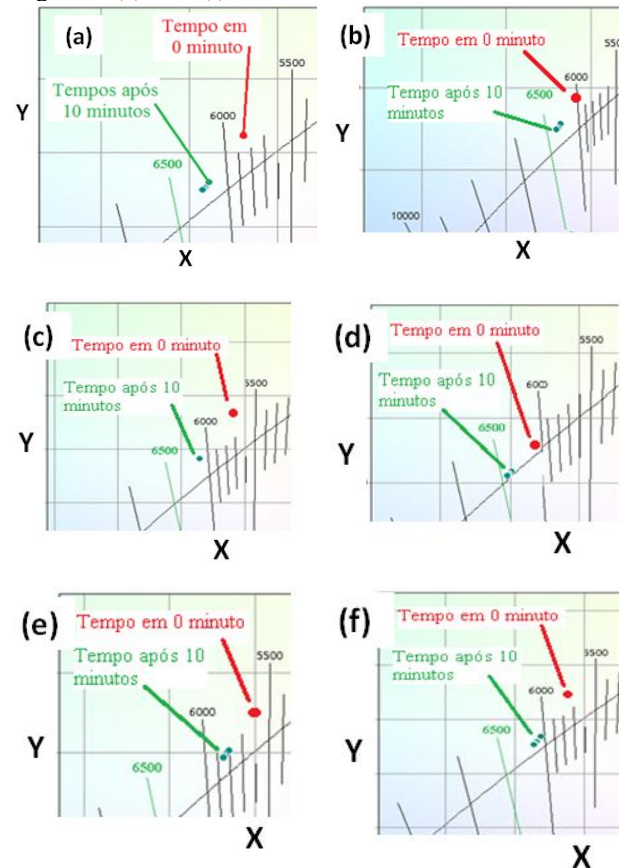 (a)
Tempo em
0 minuto
5500
Tempos após
10 minutos
6000
Y
6500
X
(b)
Tempo em 0 minuto
5500
6000
Tempo após 10
minutos
6500
Y
10000
X
(c)
Tempo em 0 minuto
5500
Tempo após 10
minutos
6000
Y
6500
X
(d)
Tempo em 0 minuto
5500
Tempo após 10
minutos
6500
Y
X
(e)
Tempo em 0 minuto
Tempo após 10
minutos
5500
6000
Y
6500
X
(f)
Tempo em 0 minuto
Tempo após 10
minutos
5500
6000
6500
Y
X